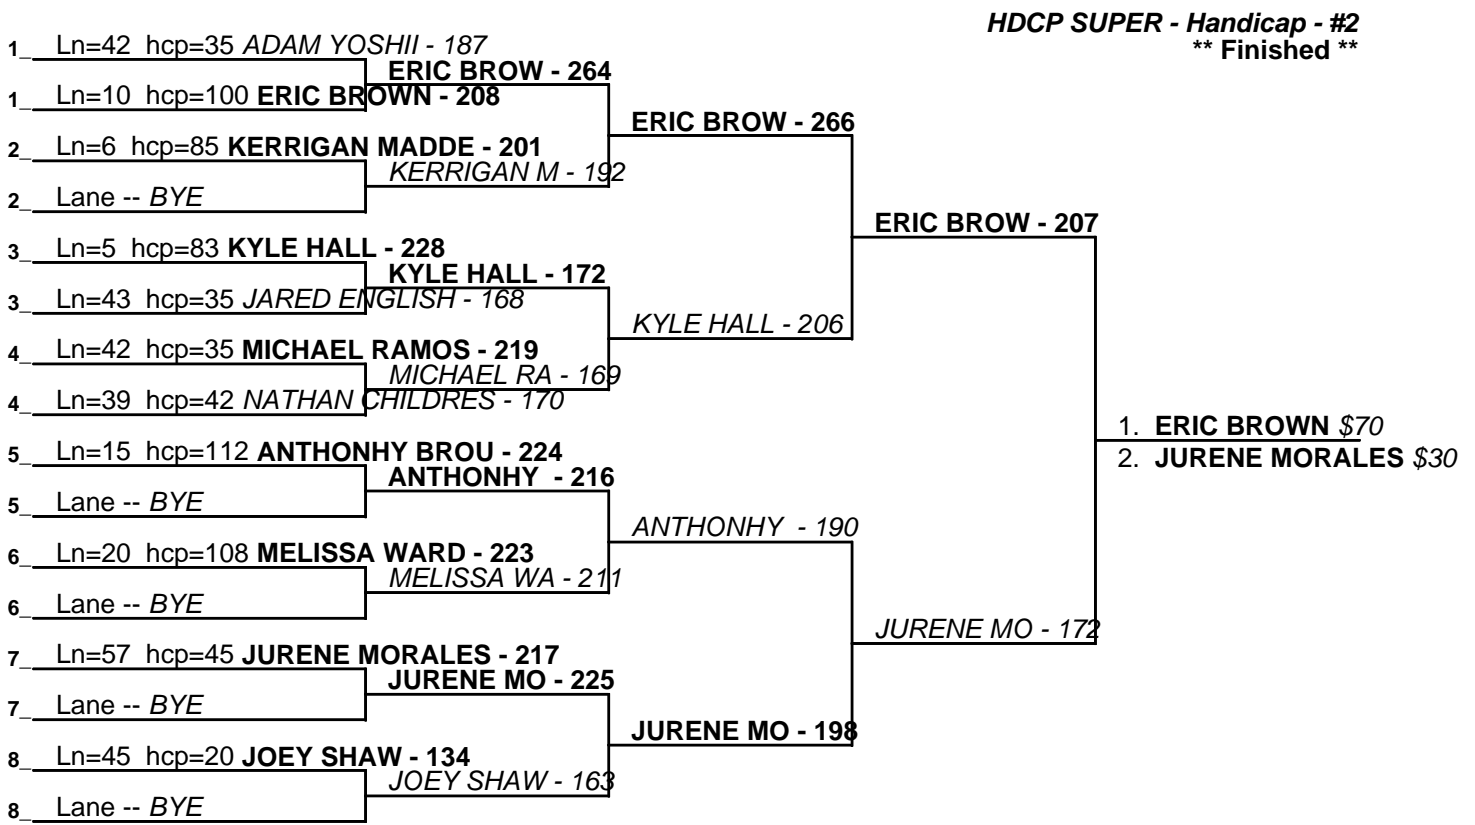 HDCP SUPER - Handicap - #2
** Finished **
1_ Ln=42 hcp=35 ADAM YOSHII - 187
ERIC BROW - 264
1_ Ln=10 hcp=100 ERIC BROWN - 208
ERIC BROW - 266
2_ Ln=6 hcp=85 KERRIGAN MADDE - 201
KERRIGAN M - 192
2_ Lane -- BYE
ERIC BROW - 207
3_ Ln=5 hcp=83 KYLE HALL - 228
KYLE HALL - 172
3_ Ln=43 hcp=35 JARED ENGLISH - 168
KYLE HALL - 206
4_ Ln=42 hcp=35 MICHAEL RAMOS - 219
MICHAEL RA - 169
4_ Ln=39 hcp=42 NATHAN CHILDRES - 170
1. ERIC BROWN $70
2. JURENE MORALES $30
5_ Ln=15 hcp=112 ANTHONHY BROU - 224
ANTHONHY - 216
5_ Lane -- BYE
ANTHONHY - 190
6_ Ln=20 hcp=108 MELISSA WARD - 223
MELISSA WA - 211
6_ Lane -- BYE
JURENE MO - 172
7_ Ln=57 hcp=45 JURENE MORALES - 217
JURENE MO - 225
7_ Lane -- BYE
JURENE MO - 198
8_ Ln=45 hcp=20 JOEY SHAW - 134
JOEY SHAW - 163
8_ Lane -- BYE